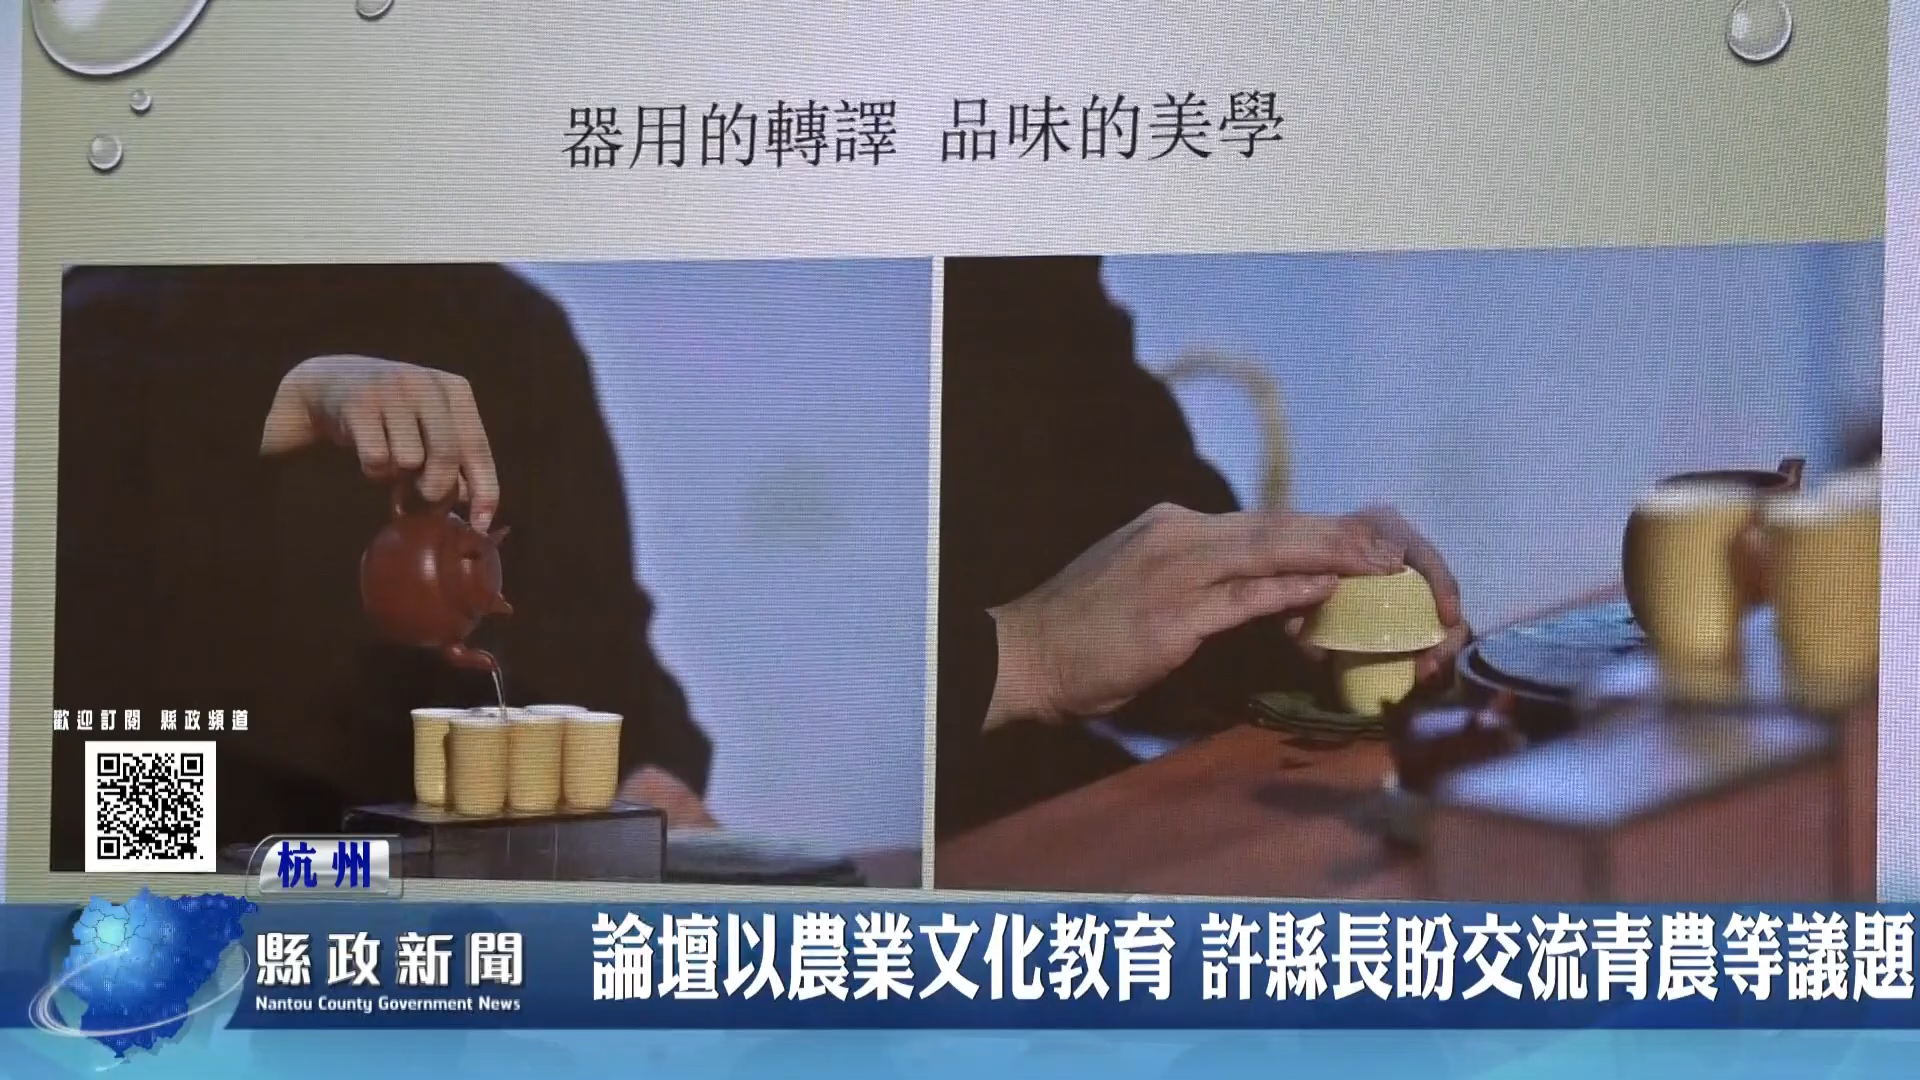 器用的轉譯 品味的美學
歡迎訂閱 縣政頻道
杭州
縣政新聞
Nantou County Government News
論壇以農業文化教育 許縣長盼交流青農等議題